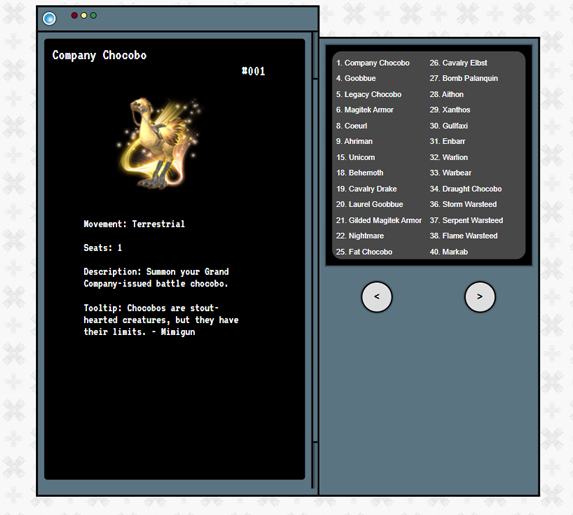 Company Chocobo
#001
Movement: Terrestrial
Seats: 1
Description: Summon your Grand
Company-issued battle chocobo.
Tooltip: Chocobos are stout-
hearted creatures, but they have
their limits. - Mimigun
1. Company Chocobo
4. Goobbue
5. Legacy Chocobo
6. Magitek Armor
8. Coeurl
9. Ahriman
15. Unicorn
18. Behemoth
19. Cavalry Drake
20. Laurel Goobbue
21. Gilded Magitek Armor
22. Nightmare
25. Fat Chocobo
26. Cavalry Elbst
27. Bomb Palanquin
28. Aithon
29. Xanthos
30. Gullfaxi
31. Enbarr
32. Warlion
33. Warbear
34. Draught Chocobo
36. Storm Warsteed
37. Serpent Warsteed
38. Flame Warsteed
40. Markab
<
>